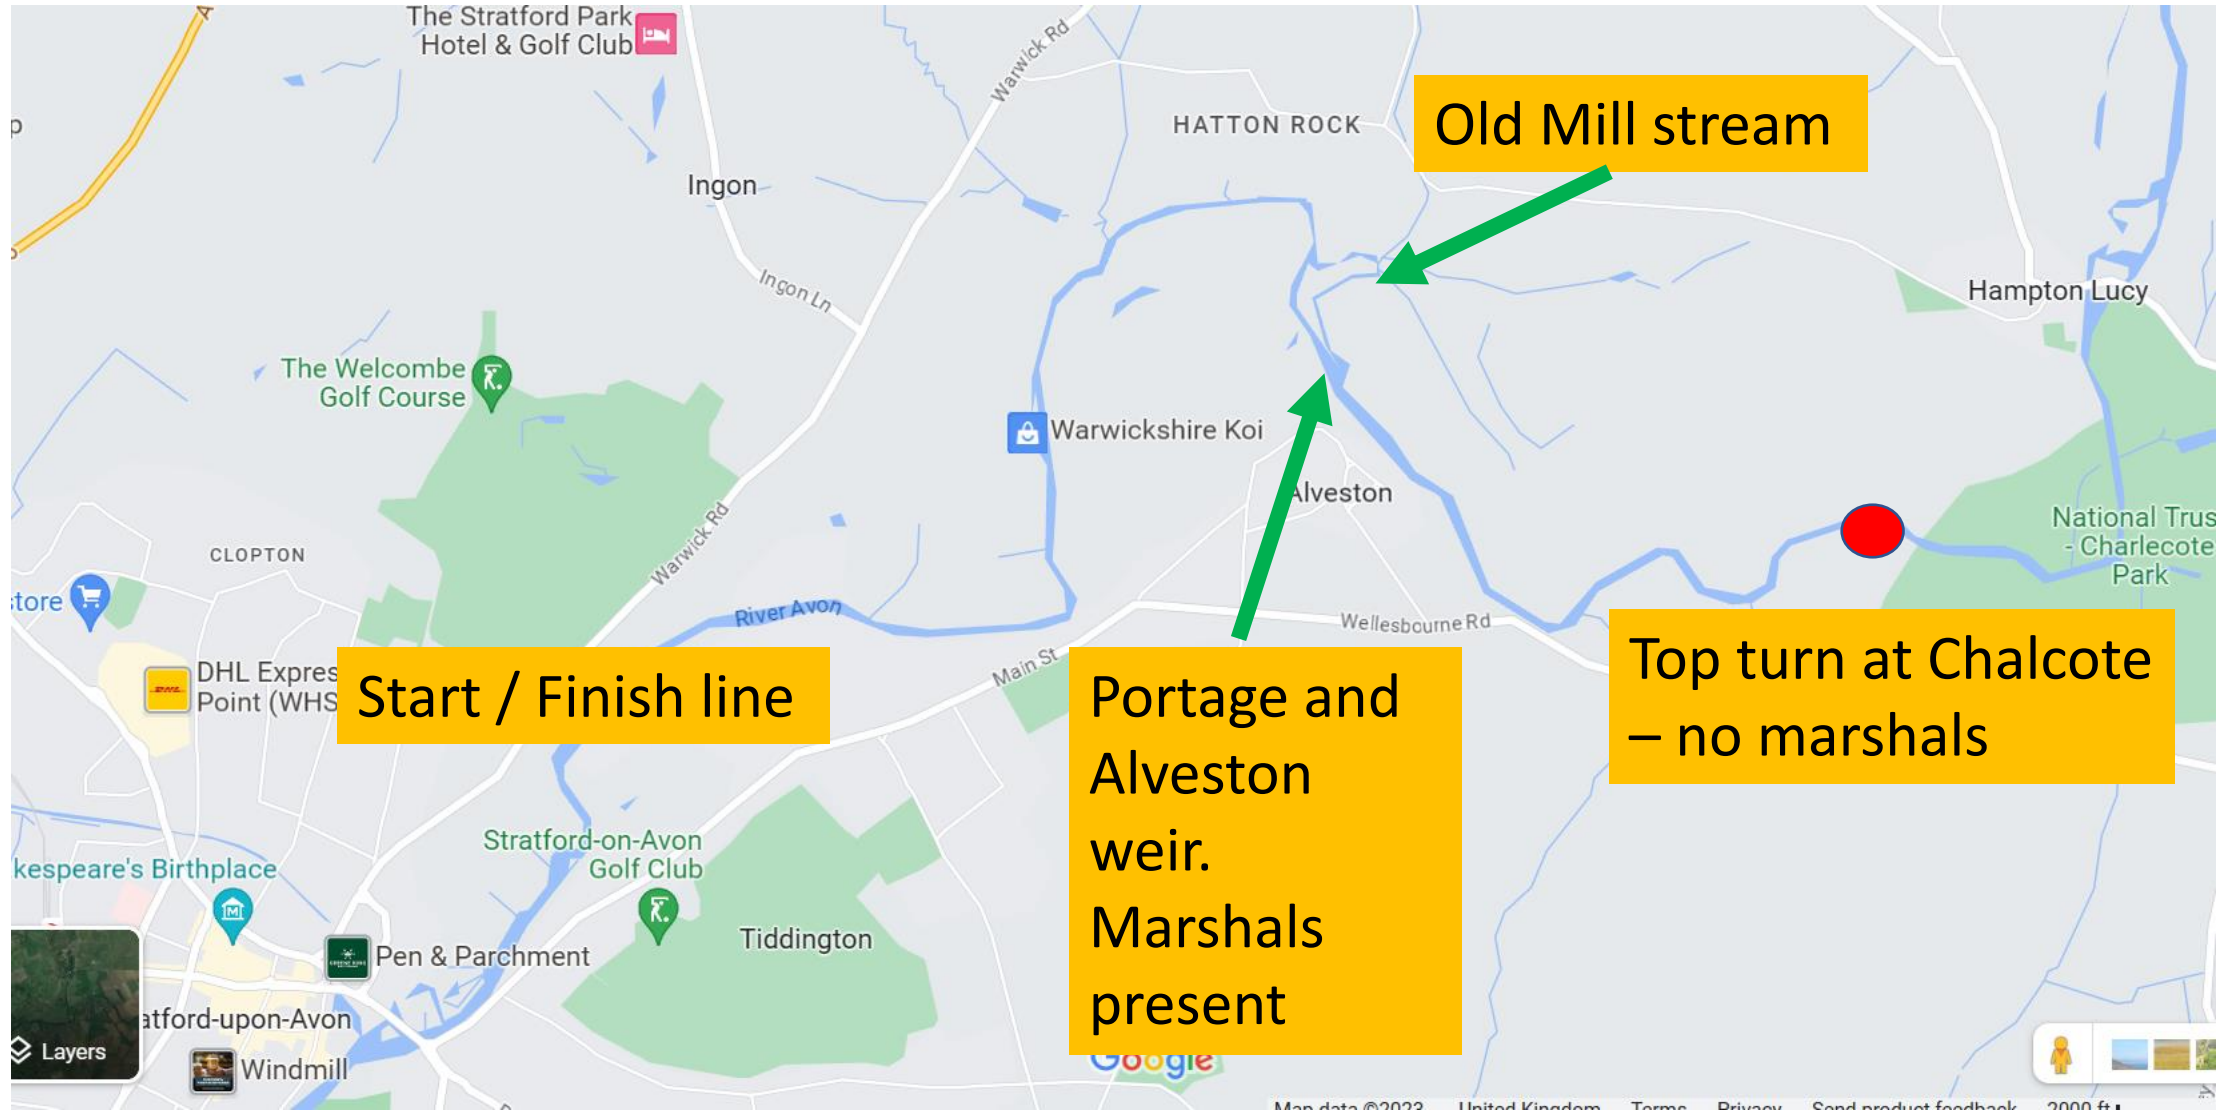 The Stratford Park
Hotel & Golf Club
Warwick Rd
HATTON ROCK
Old Mill stream
Ingon
Ingon Ln
Hampton Lucy
The Welcombe
Golf Course
Warwickshire Koi
Alveston
CLOPTON
Warwick Rd
National Trus
- Charlecote
Park
tore
River Avon
Wellesbourne Rd
Main St
DHL Expres
Point (WHS
Start / Finish line
Portage and
Alveston
weir.
Marshals
present
Top turn at Chalcote
– no marshals
Stratford-on-Avon
Golf Club
kespeare's Birthplace
Tiddington
Pen & Parchment
atford-upon-Avon
Layers
Windmill
Google
Map data ©2023 United Kingdom Terms Privacy Send product feedback 2000 ft